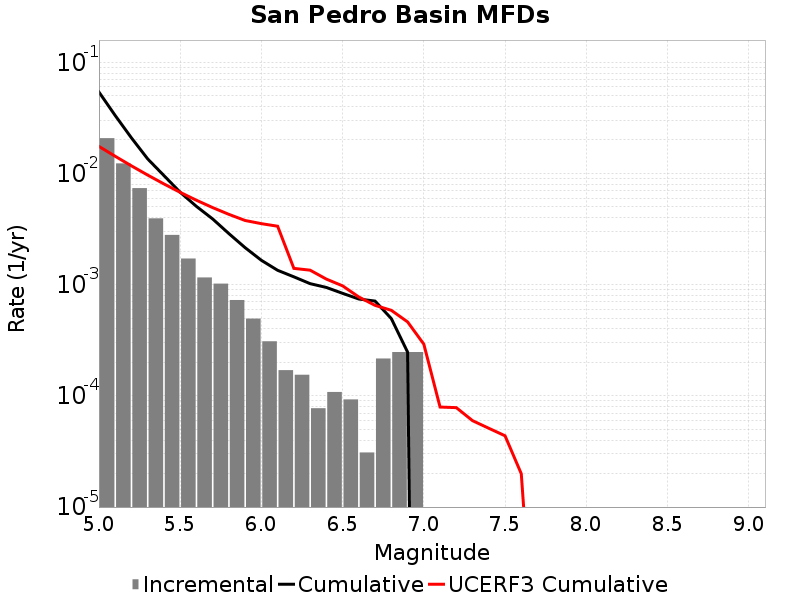 San Pedro Basin MFDs
Rate (1/yr)
10-1
10-2
10-3
10-4
10-5
5.0 5.5 6.0 6.5 7.0 7.5 8.0 8.5 9.0
Magnitude
Incremental Cumulative UCERF3 Cumulative